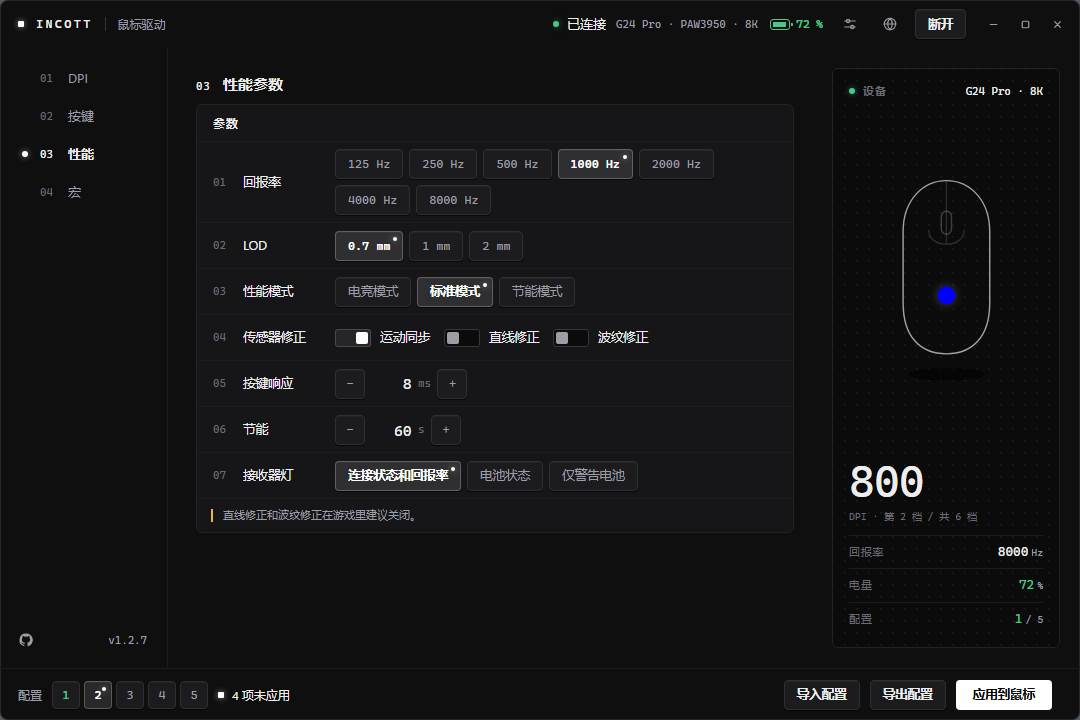 INCOTT 鼠标驱动 已连接 G24 Pro · PAW3950 · 8K 72 % 断开
01 DPI
02 按键
03 性能
04 宏
v1.2.7
03 性能参数
参数
01 回报率 125 Hz 250 Hz 500 Hz 1000 Hz 2000 Hz
4000 Hz 8000 Hz
02 LOD 0.7 mm 1 mm 2 mm
03 性能模式 电竞模式 标准模式 节能模式
04 传感器修正 运动同步 直线修正 波纹修正
05 按键响应 − 8 ms +
06 节能 − 60 s +
07 接收器灯 连接状态和回报率 电池状态 仅警告电池
直线修正和波纹修正在游戏里建议关闭。
设备 G24 Pro · 8K
800
DPI · 第 2 档 / 共 6 档
回报率 8000 Hz
电量 72 %
配置 1 / 5
配置 1 2 3 4 5 4 项未应用 导入配置 导出配置 应用到鼠标